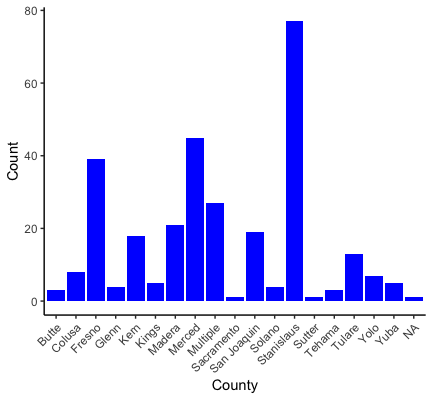 80
60
40
20
0
Count
Butte
Colusa
Fresno
Glenn
Kern
Kings
Madera
Merced
Multiple
Sacramento
San Joaquin
Solano
Stanislaus
Sutter
Tehama
Tulare
Yolo
Yuba
NA
County